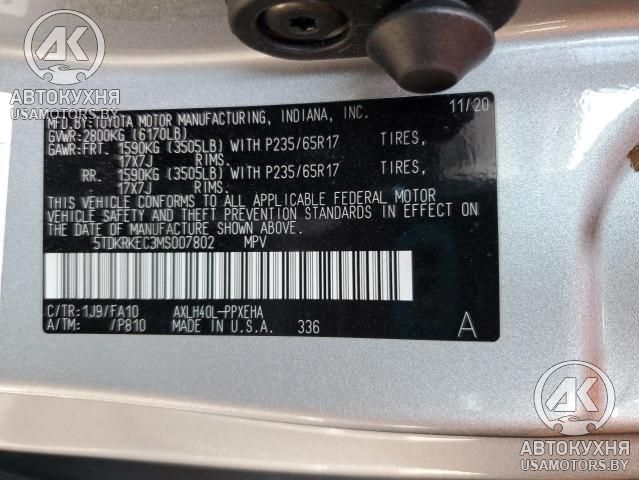 АК
АВТОКУХНЯ
USAMOTORS.BY
MFD.BY:TOYOTA MOTOR MANUFACTURING, INDIANA, INC. 11/20
GVWR:2800KG (6170LB)
GAWR:FRT. 1590KG (3505LB) WITH P235/65R17 TIRES,
17X7J RIMS.
RR. 1590KG (3505LB) WITH P235/65R17 TIRES,
17X7J RIMS.
THIS VEHICLE CONFORMS TO ALL APPLICABLE FEDERAL MOTOR
VEHICLE SAFETY AND THEFT PREVENTION STANDARDS IN EFFECT ON
THE DATE OF MANUFACTURE SHOWN ABOVE.
5TDKRKEC3MS007802 MPV
C/TR:1J9/FA10 AXLH40L-PPXEHA
A/TM: /P810 MADE IN U.S.A. 336 A
АК
АВТОКУХНЯ
USAMOTORS.BY